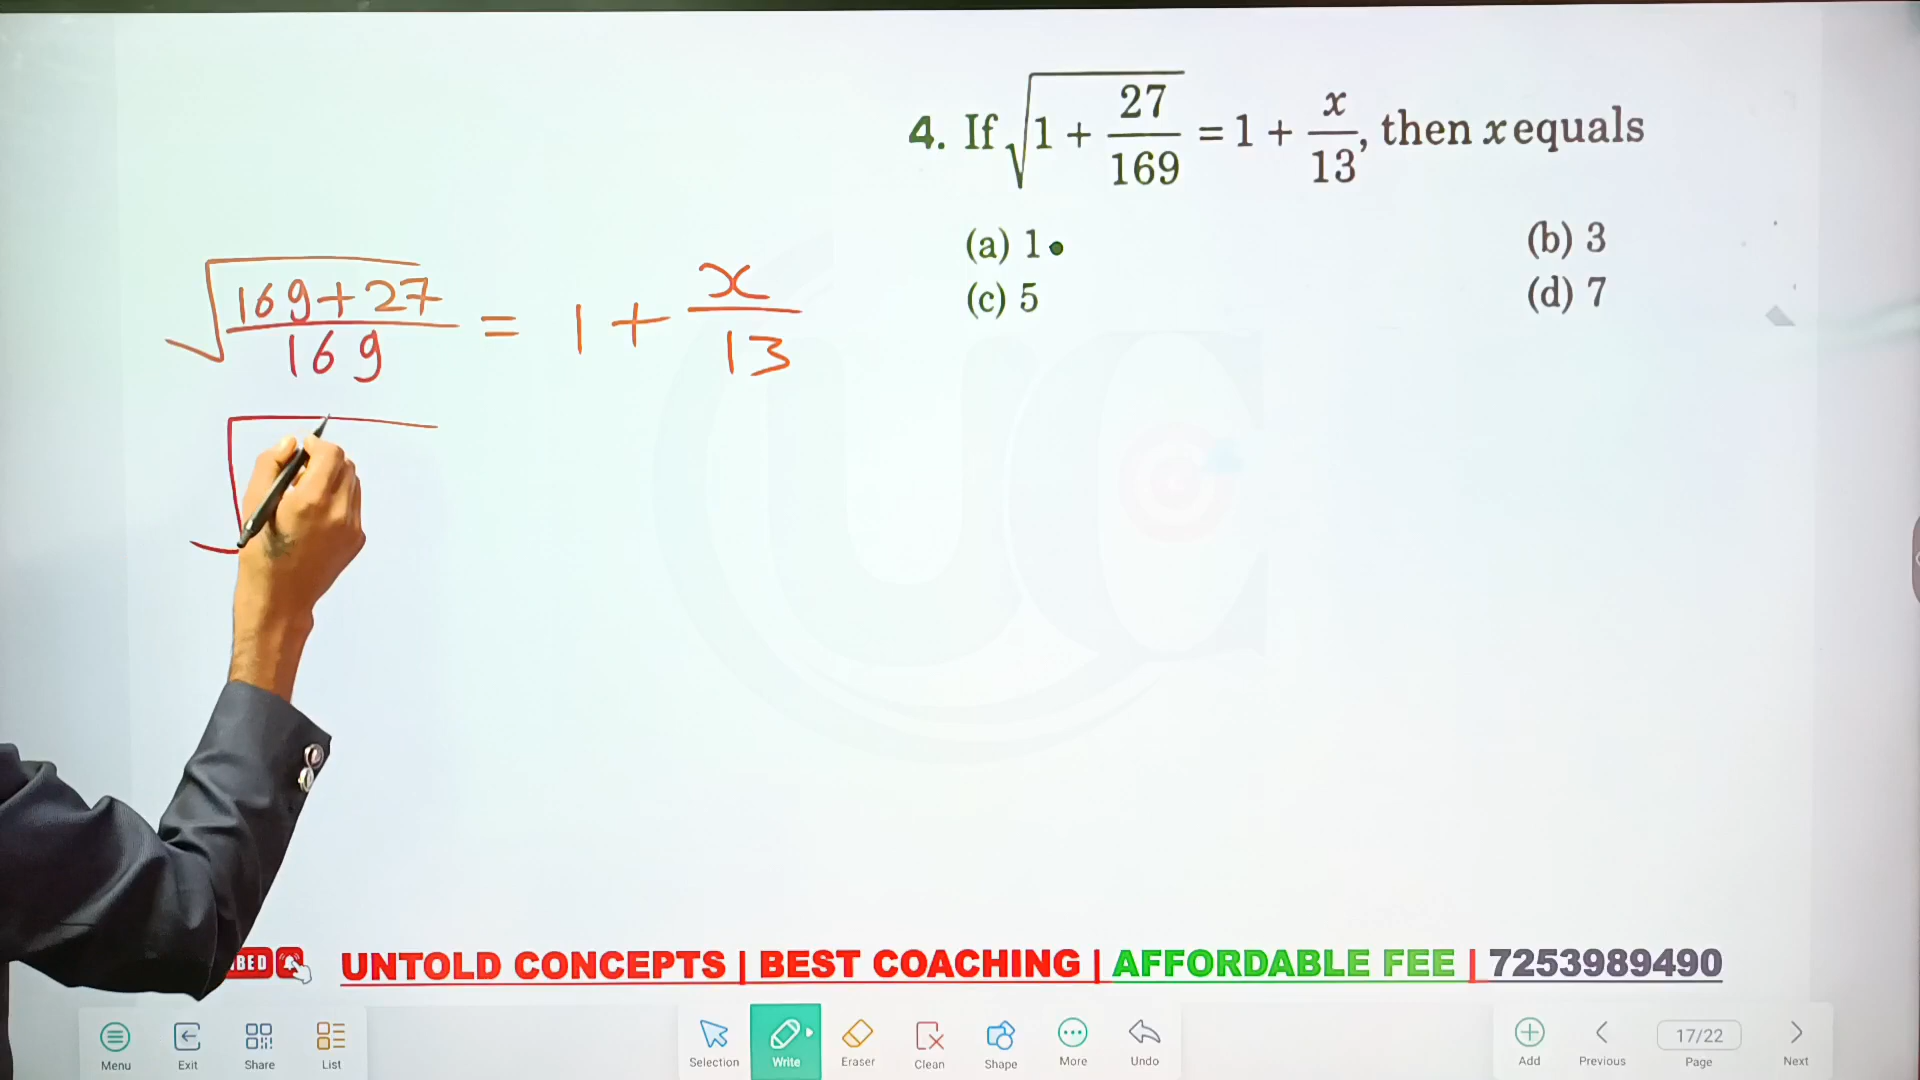 4. If √1 + 27/169 = 1 + x/13, then x equals
(a) 1
(b) 3
(c) 5
(d) 7
√169+27/169 = 1 + x/13
BED
UNTOLD CONCEPTS | BEST COACHING | AFFORDABLE FEE | 7253989490
Menu Exit Share List Selection Write Eraser Clean Shape More Undo Add Previous 17/22 Page Next